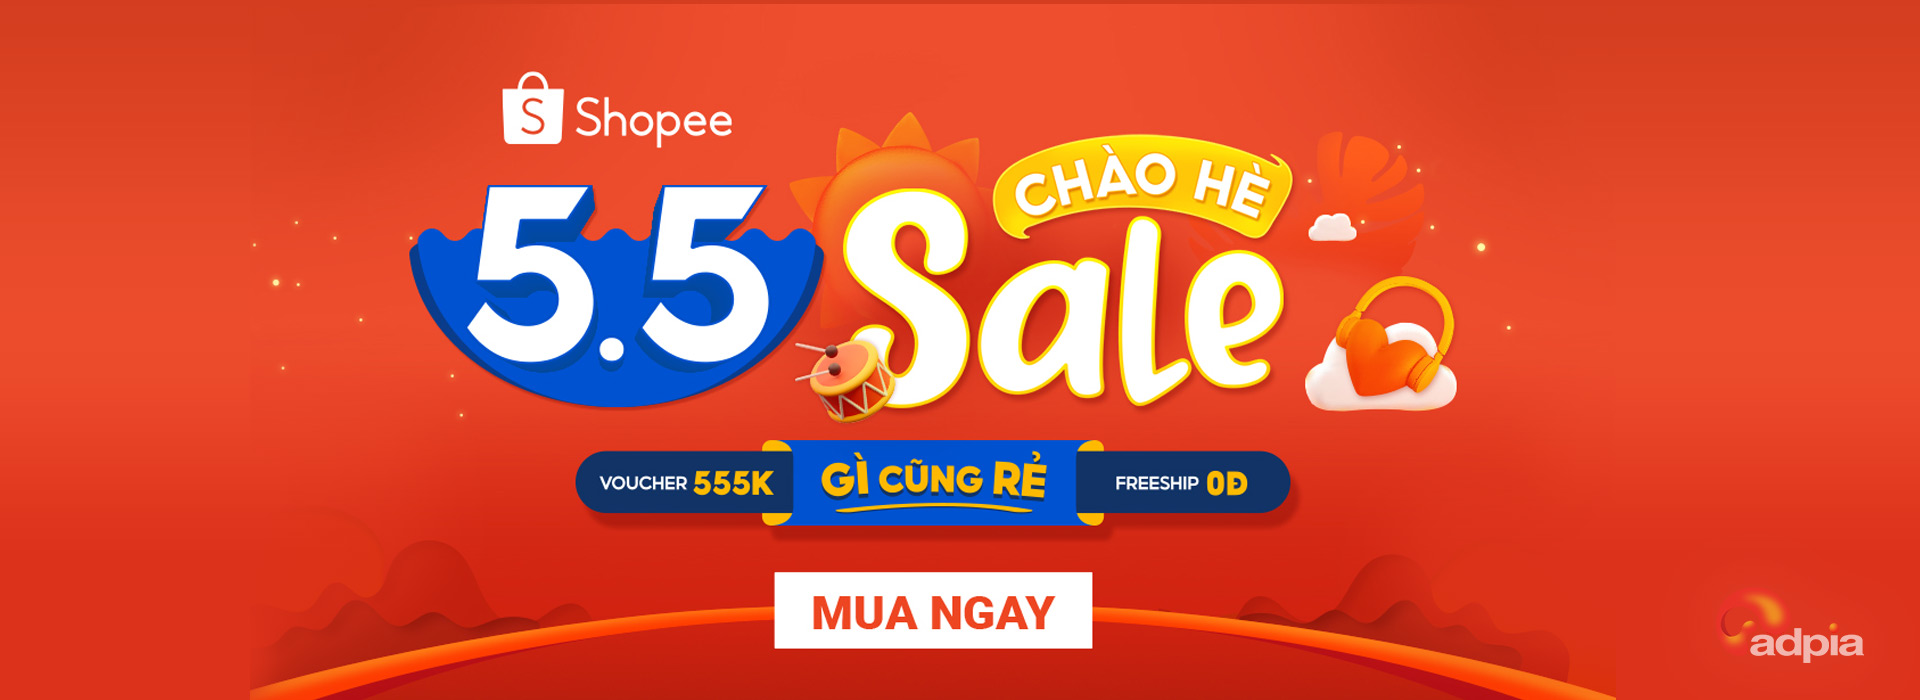 S
Shopee
5.5
CHÀO HÈ
Sale
VOUCHER 555K
GÌ CŨNG RẺ
FREESHIP 0Đ
MUA NGAY
adpia